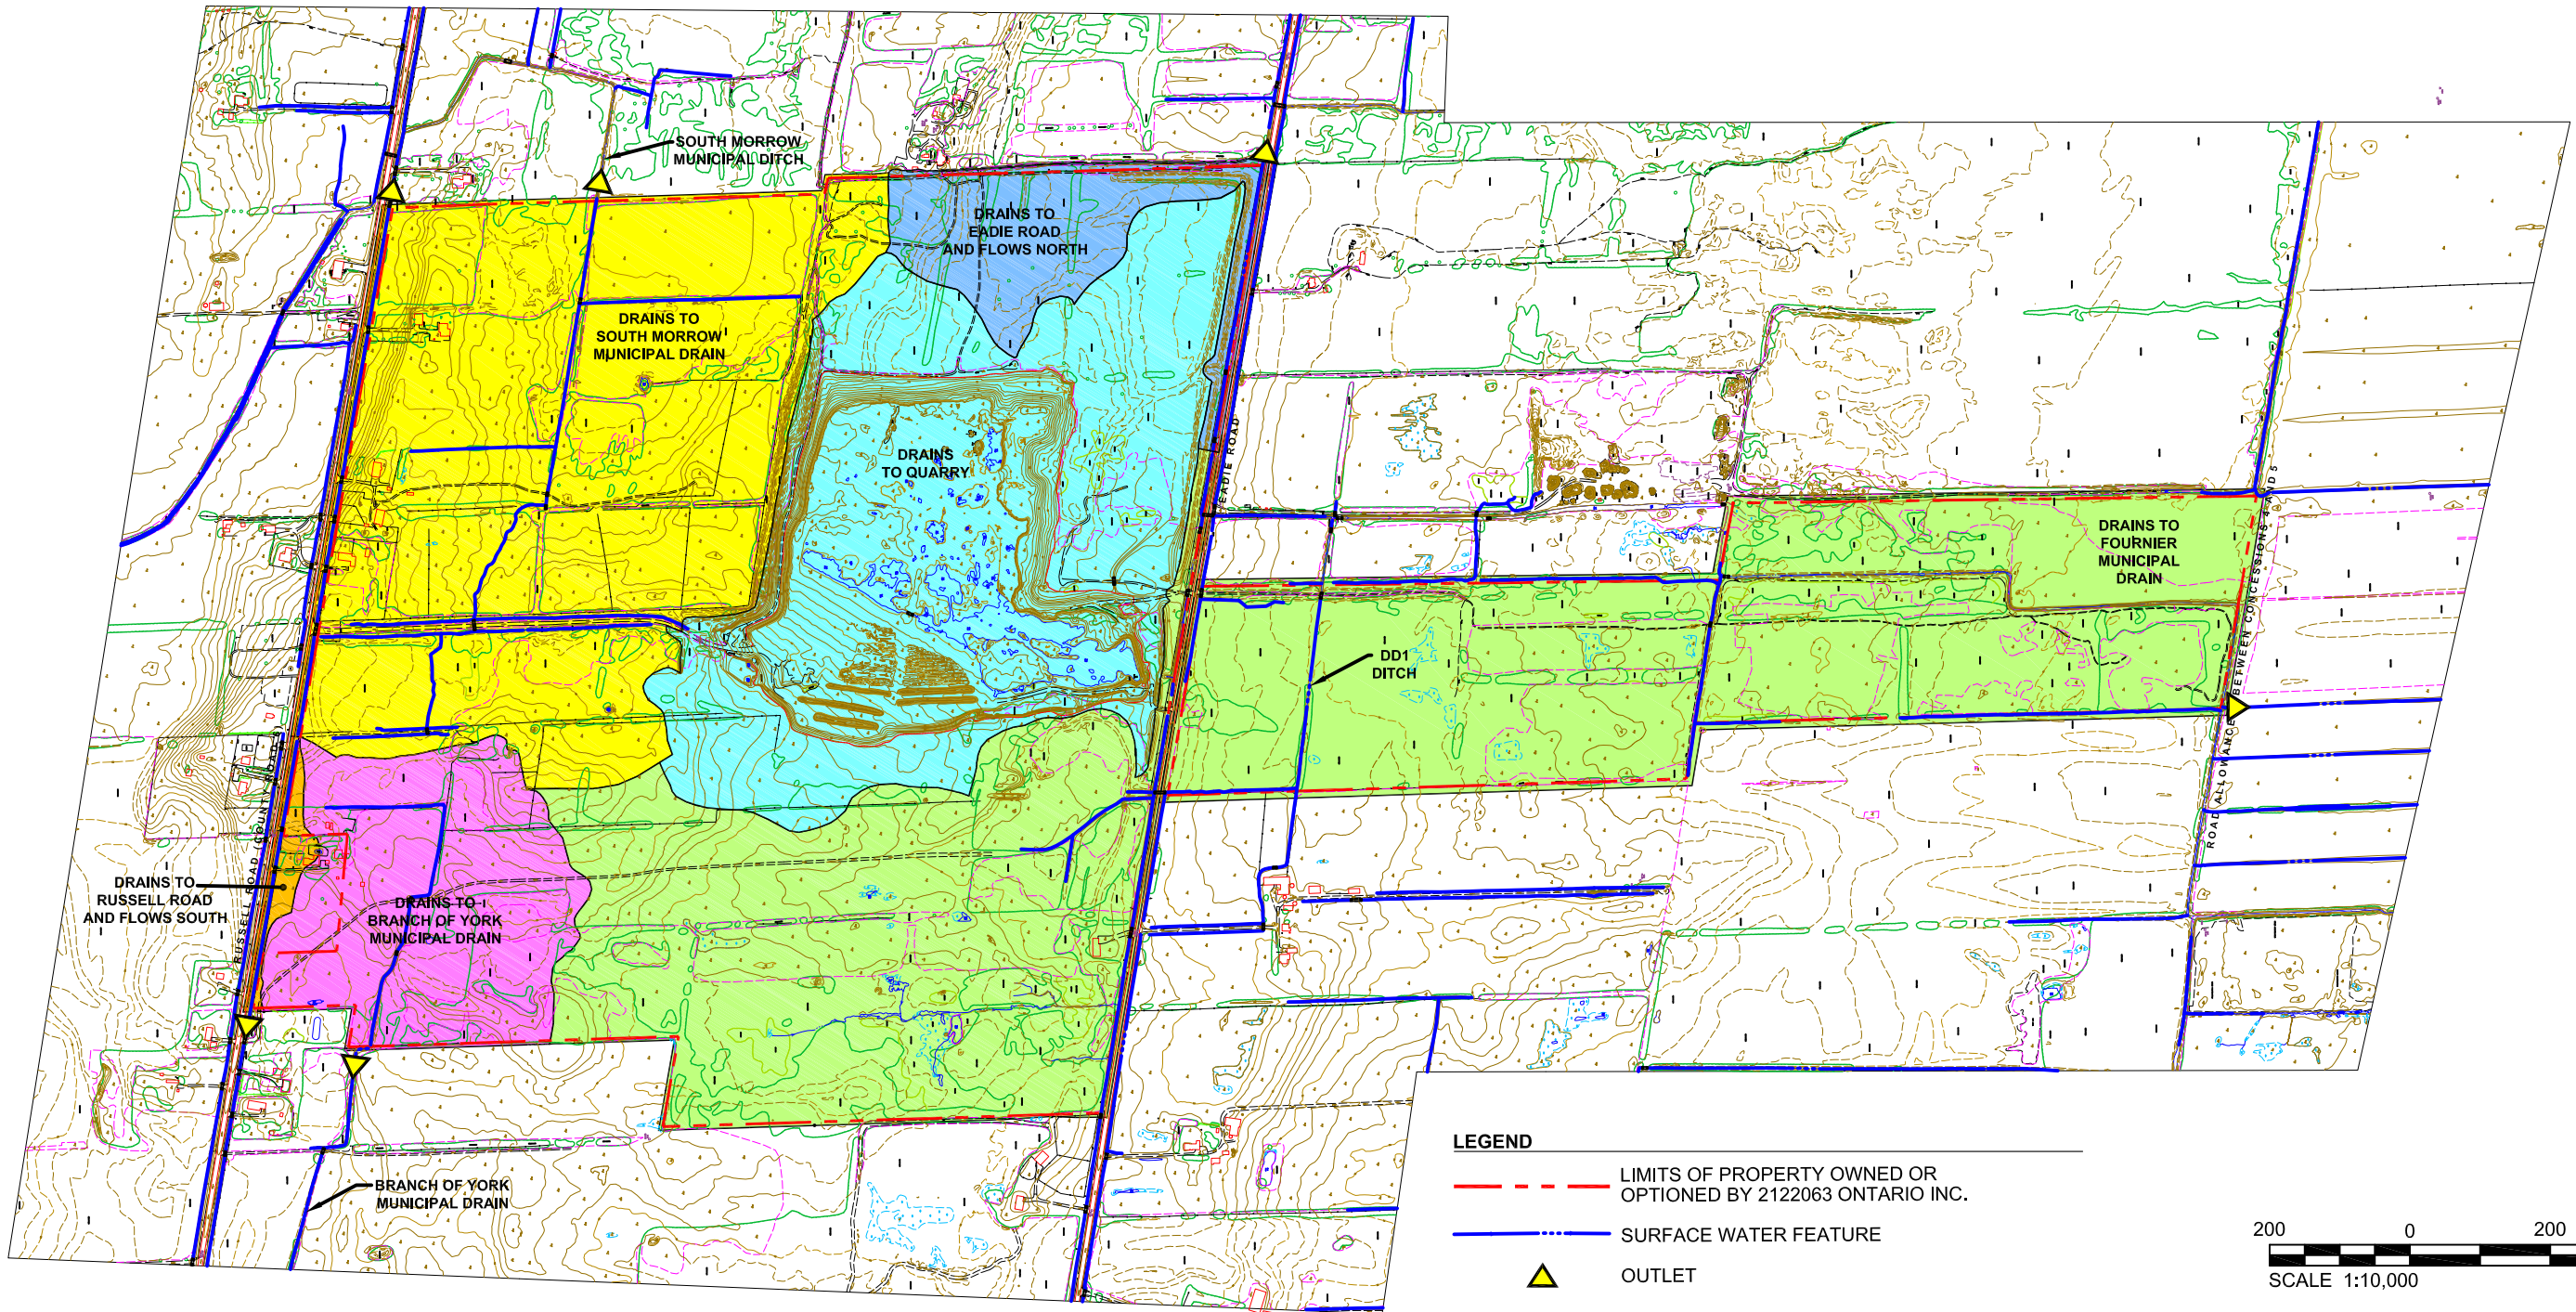 SOUTH MORROW
MUNICIPAL DITCH
DRAINS TO
EADIE ROAD
AND FLOWS NORTH
DRAINS TO
SOUTH MORROW
MUNICIPAL DRAIN
DRAINS
TO QUARRY
EADIE ROAD
DRAINS TO
FOURNIER
MUNICIPAL
DRAIN
ROAD ALLOWANCE BETWEEN CONCESSIONS 4 AND 5
DD1
DITCH
RUSSELL ROAD (COUNTY ROAD 6)
DRAINS TO
RUSSELL ROAD
AND FLOWS SOUTH
DRAINS TO
BRANCH OF YORK
MUNICIPAL DRAIN
BRANCH OF YORK
MUNICIPAL DRAIN
LEGEND
LIMITS OF PROPERTY OWNED OR
OPTIONED BY 2122063 ONTARIO INC.
SURFACE WATER FEATURE
OUTLET
200 0 200
SCALE 1:10,000